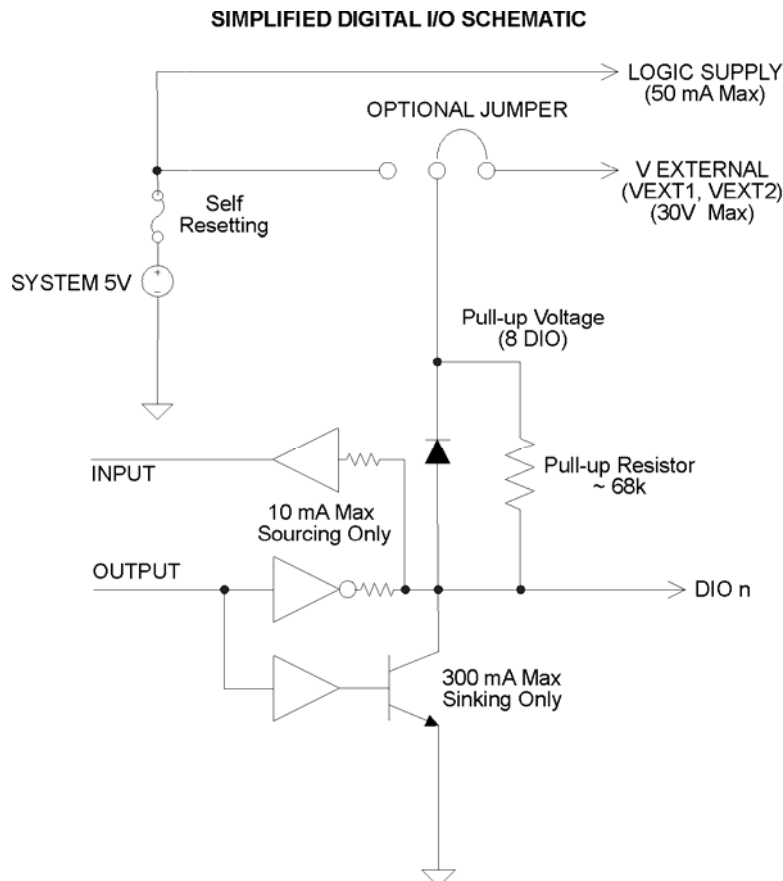 SIMPLIFIED DIGITAL I/O SCHEMATIC
LOGIC SUPPLY
(50 mA Max)
OPTIONAL JUMPER
V EXTERNAL
(VEXT1, VEXT2)
(30V Max)
Self
Resetting
SYSTEM 5V
+
−
Pull-up Voltage
(8 DIO)
INPUT
Pull-up Resistor
~ 68k
10 mA Max
Sourcing Only
OUTPUT
DIO n
300 mA Max
Sinking Only